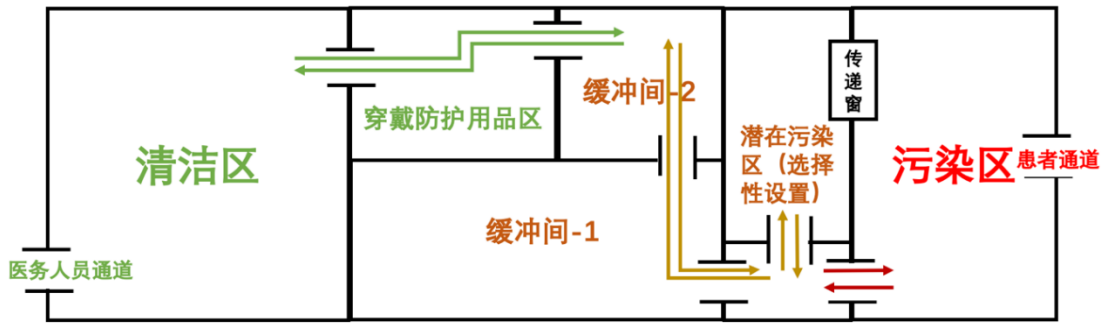 清洁区
医务人员通道
穿戴防护用品区
缓冲间-2
缓冲间-1
潜在污染
区（选择
性设置）
传
递
窗
污染区
患者通道